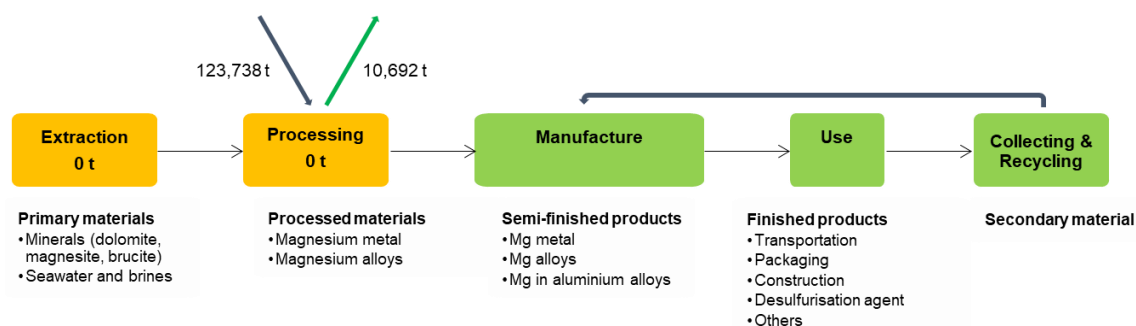 123,738 t
10,692 t
Extraction
0 t
Processing
0 t
Manufacture
Use
Collecting &
Recycling
Primary materials
•Minerals (dolomite,
magnesite, brucite)
•Seawater and brines
Processed materials
•Magnesium metal
•Magnesium alloys
Semi-finished products
•Mg metal
•Mg alloys
•Mg in aluminium alloys
Finished products
•Transportation
•Packaging
•Construction
•Desulfurisation agent
•Others
Secondary material